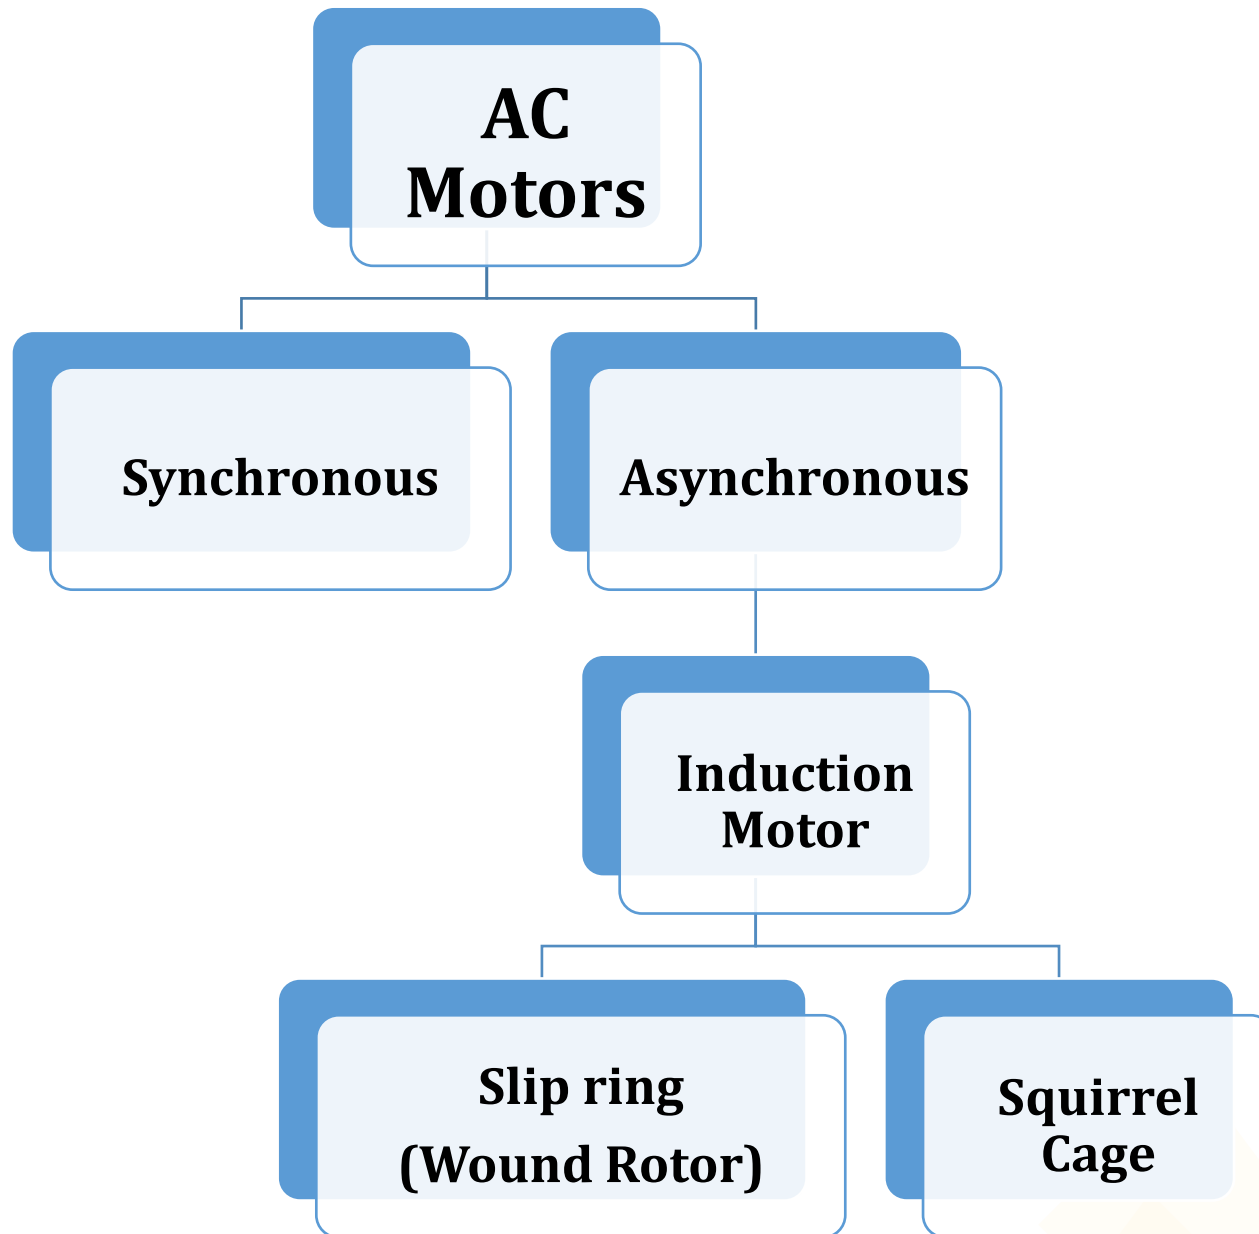 AC
Motors
Synchronous
Asynchronous
Induction
Motor
Slip ring
(Wound Rotor)
Squirrel
Cage